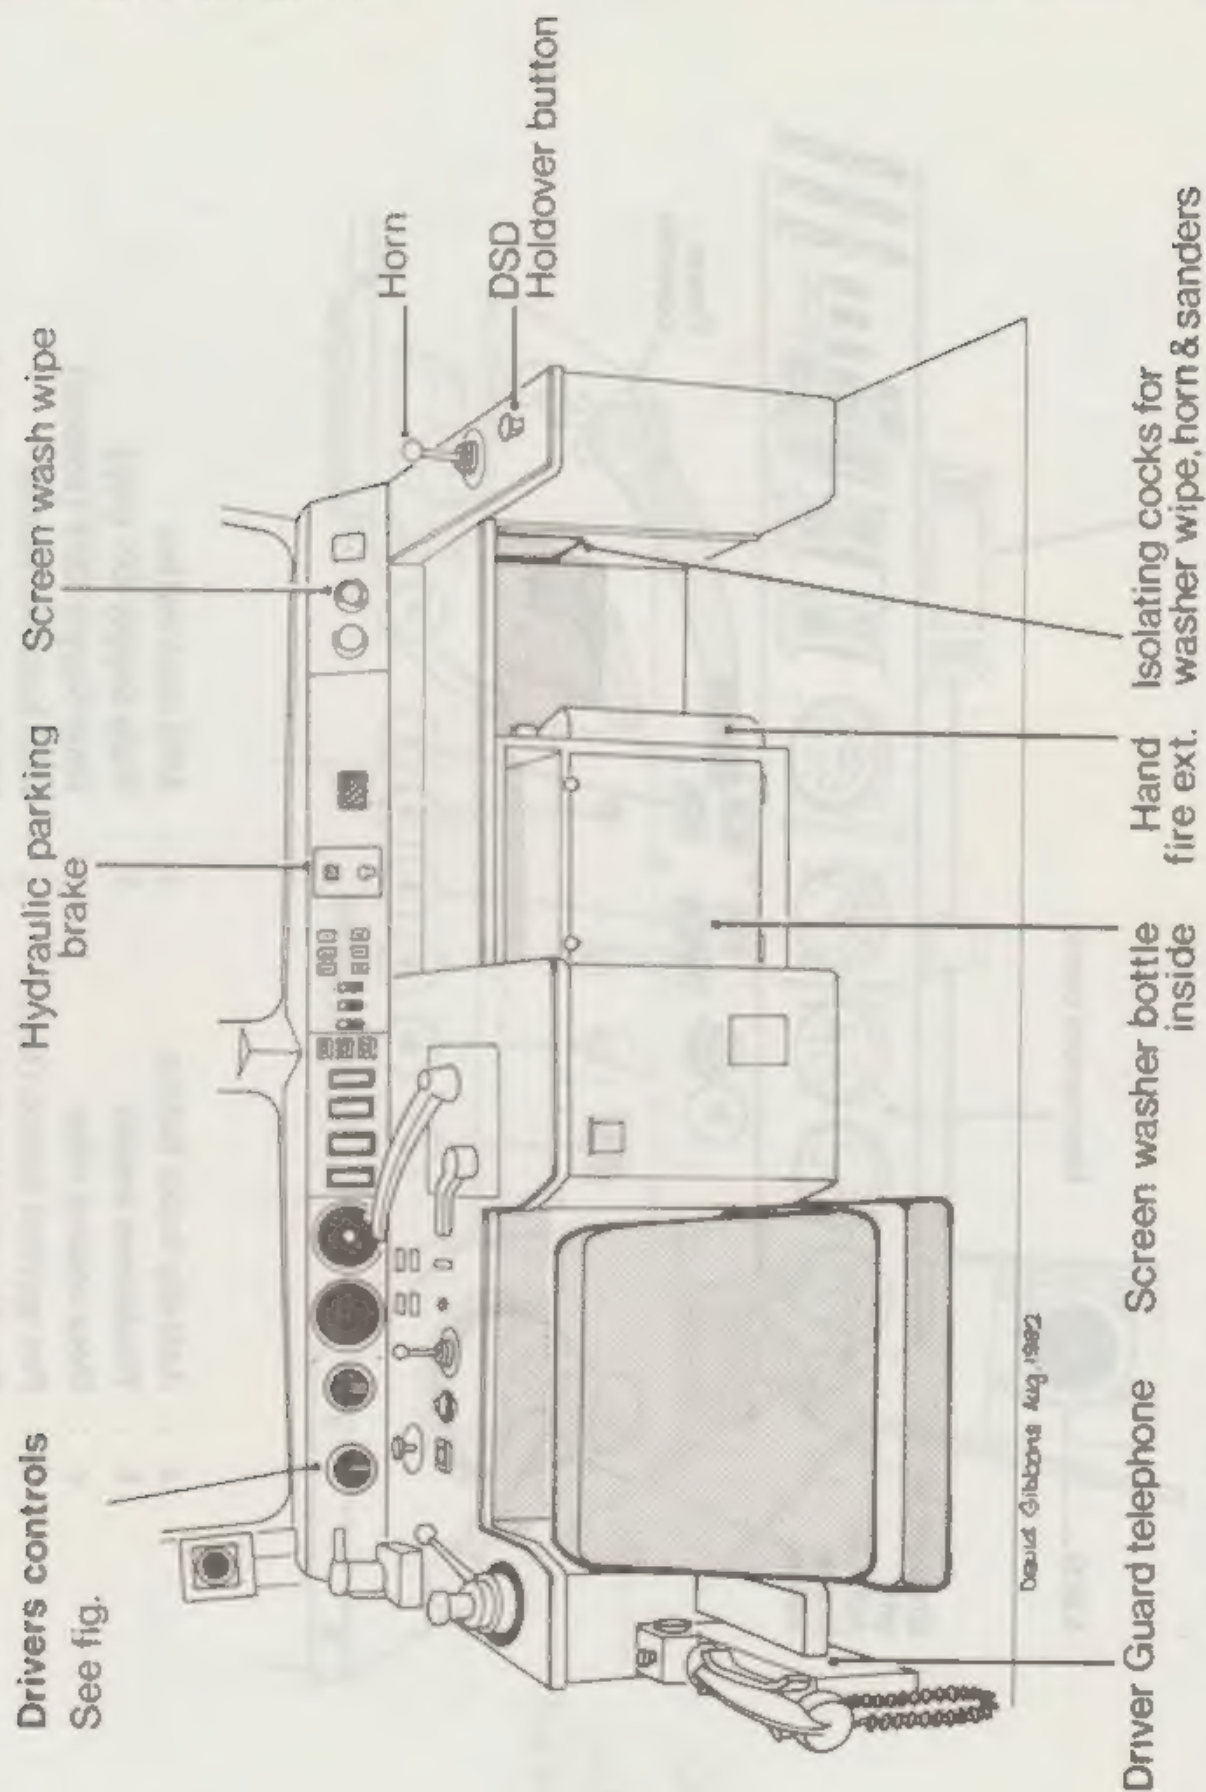 Drivers controls
See fig.
Hydraulic parking
brake
Screen wash wipe
Horn
DSD
Holdover button
David Gibbons Aug. 1982
Driver Guard telephone
Screen washer bottle
inside
Hand
fire ext.
Isolating cocks for
washer wipe, horn & sanders